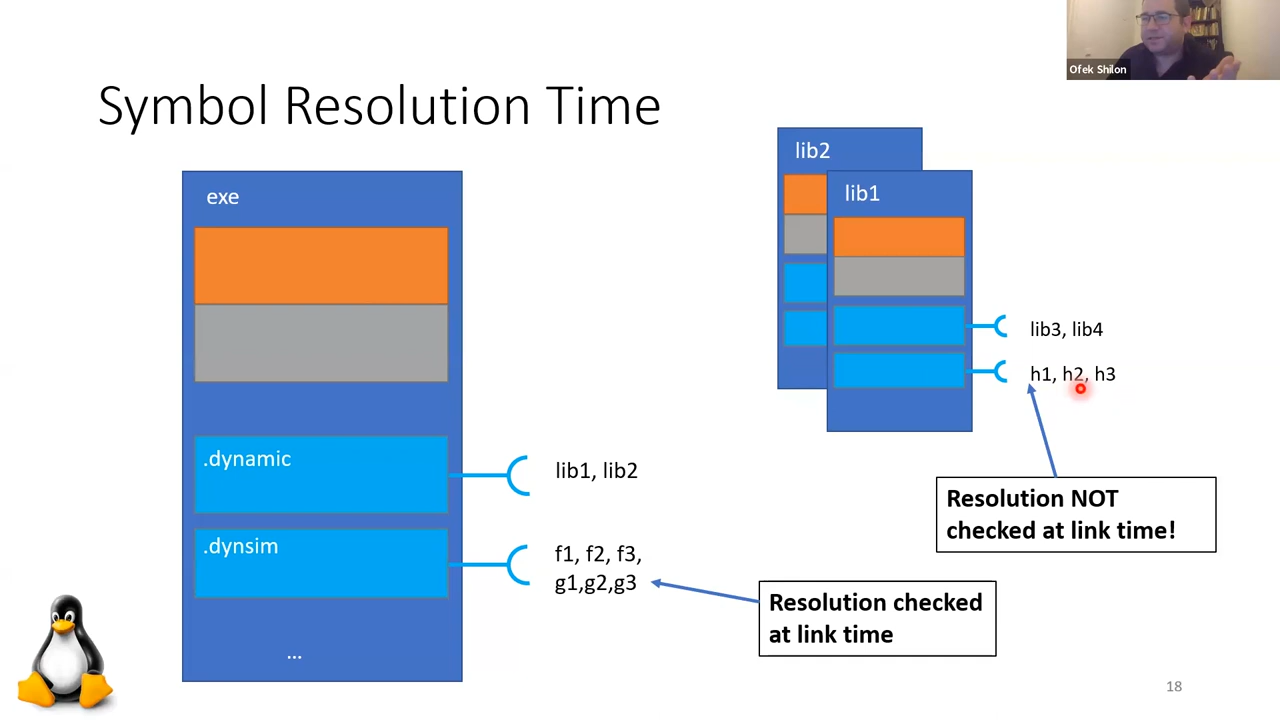 Ofek Shilon
Symbol Resolution Time
exe
.dynamic
.dynsim
...
lib1, lib2
f1, f2, f3,
g1,g2,g3
Resolution checked
at link time
lib2
lib1
lib3, lib4
h1, h2, h3
Resolution NOT
checked at link time!
18